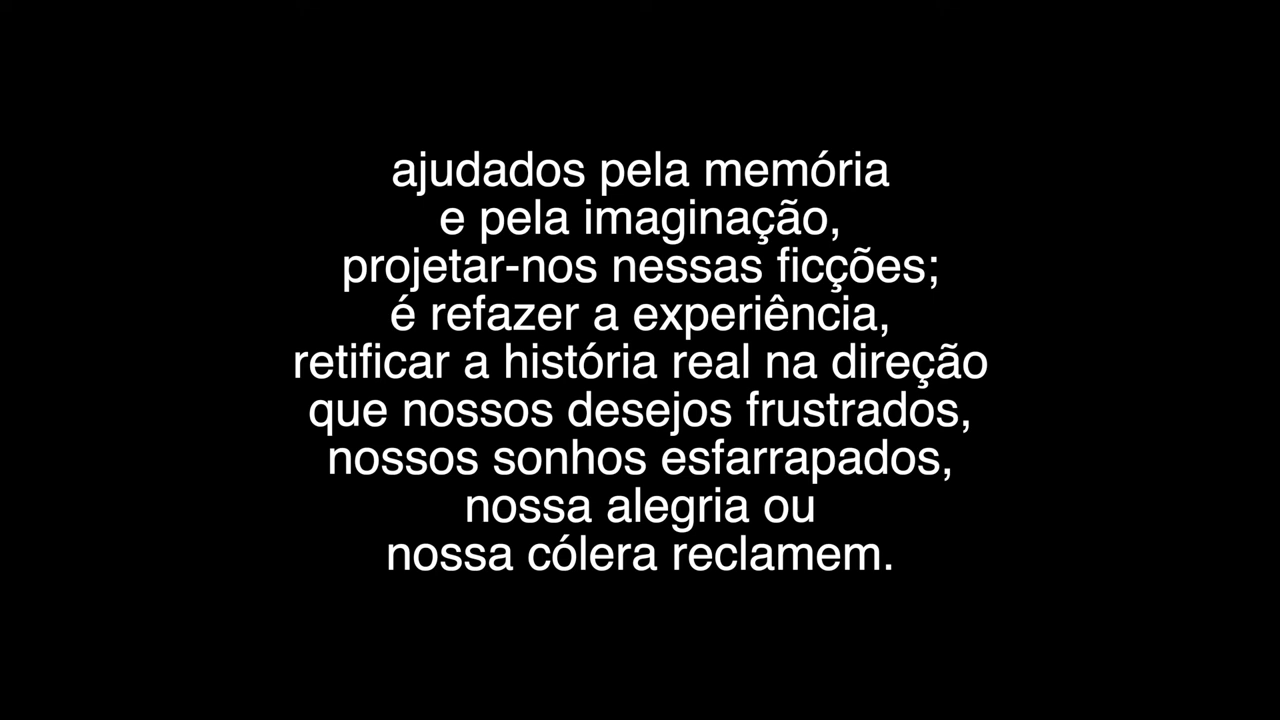 ajudados pela memória
e pela imaginação,
projetar-nos nessas ficções;
é refazer a experiência,
retificar a história real na direção
que nossos desejos frustrados,
nossos sonhos esfarrapados,
nossa alegria ou
nossa cólera reclamem.